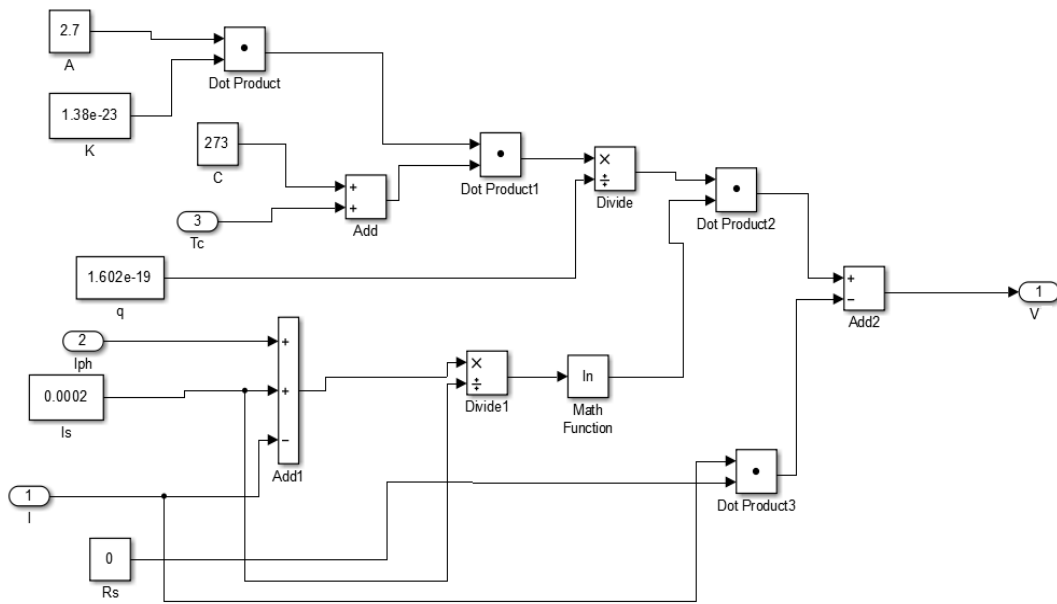 2.7
A
Dot Product
1.38e-23
K
273
C
Dot Product1
×
÷
Divide
Dot Product2
+
+
Add
3
Tc
1.602e-19
q
+
−
Add2
1
V
2
Iph
0.0002
Is
+
+
−
Add1
×
÷
Divide1
ln
Math
Function
1
I
Dot Product3
0
Rs